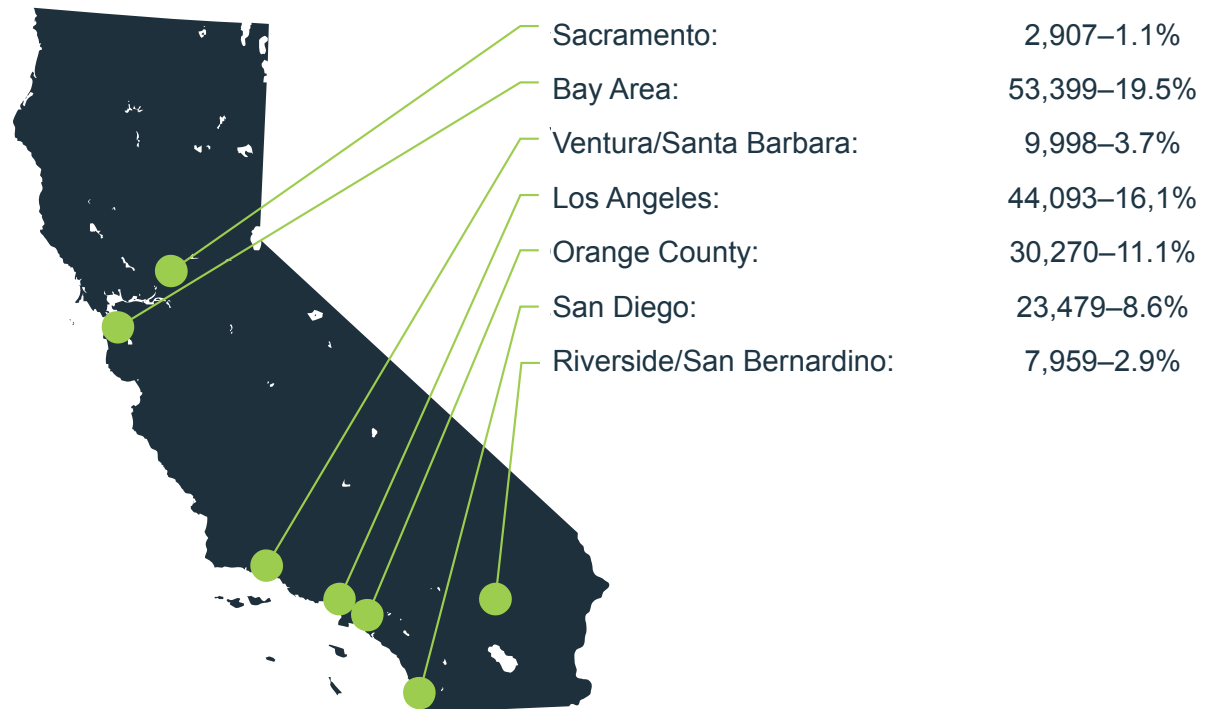 Sacramento: 2,907–1.1%
Bay Area: 53,399–19.5%
Ventura/Santa Barbara: 9,998–3.7%
Los Angeles: 44,093–16,1%
Orange County: 30,270–11.1%
San Diego: 23,479–8.6%
Riverside/San Bernardino: 7,959–2.9%